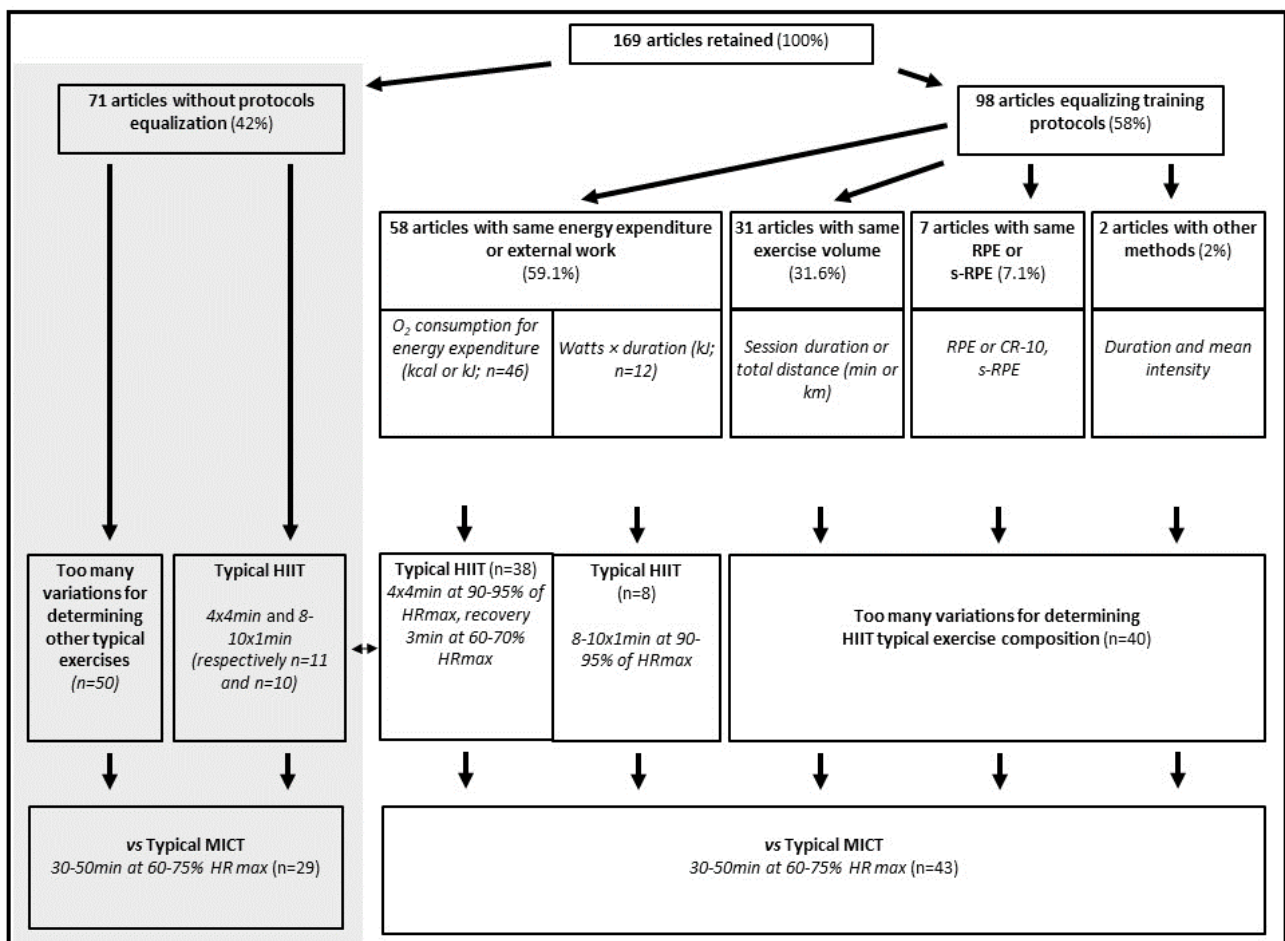 169 articles retained (100%)
71 articles without protocols
equalization (42%)
98 articles equalizing training
protocols (58%)
58 articles with same energy expenditure
or external work
(59.1%)
31 articles with same
exercise volume
(31.6%)
7 articles with same
RPE or
s-RPE (7.1%)
2 articles with other
methods (2%)
O₂ consumption for
energy expenditure
(kcal or kJ; n=46)
Watts × duration (kJ;
n=12)
Session duration or
total distance (min or
km)
RPE or CR-10,
s-RPE
Duration and mean
intensity
Too many
variations for
determining
other typical
exercises
(n=50)
Typical HIIT
4x4min and 8-
10x1min
(respectively n=11
and n=10)
Typical HIIT (n=38)
4x4min at 90-95% of
HRmax, recovery
3min at 60-70%
HRmax
Typical HIIT
(n=8)
8-10x1min at 90-
95% of HRmax
Too many variations for determining
HIIT typical exercise composition (n=40)
vs Typical MICT
30-50min at 60-75% HR max (n=29)
vs Typical MICT
30-50min at 60-75% HR max (n=43)